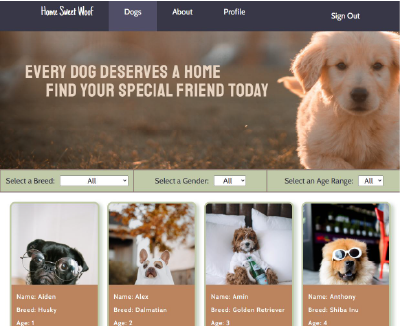 Home Sweet Woof
Dogs
About
Profile
Sign Out
EVERY DOG DESERVES A HOME
FIND YOUR SPECIAL FRIEND TODAY
Select a Breed: All
Select a Gender: All
Select an Age Range: All
Name: Aiden
Breed: Husky
Age: 1
Name: Alex
Breed: Dalmatian
Age: 2
Name: Amin
Breed: Golden Retriever
Age: 3
Name: Anthony
Breed: Shiba Inu
Age: 4